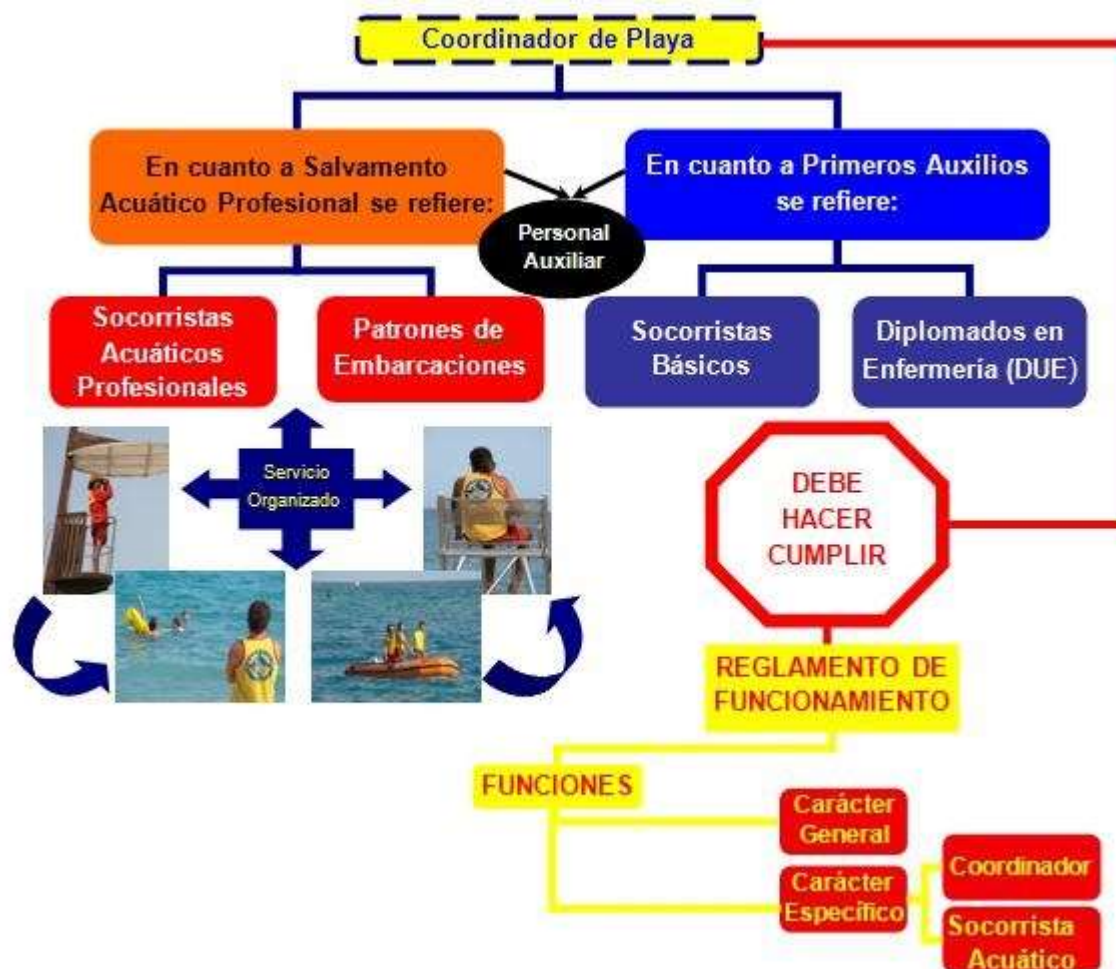 Coordinador de Playa
En cuanto a Salvamento
Acuático Profesional se refiere:
En cuanto a Primeros Auxilios
se refiere:
Personal
Auxiliar
Socorristas
Acuáticos
Profesionales
Patrones de
Embarcaciones
Socorristas
Básicos
Diplomados en
Enfermería (DUE)
Servicio
Organizado
DEBE
HACER
CUMPLIR
REGLAMENTO DE
FUNCIONAMIENTO
FUNCIONES
Carácter
General
Carácter
Específico
Coordinador
Socorrista
Acuático